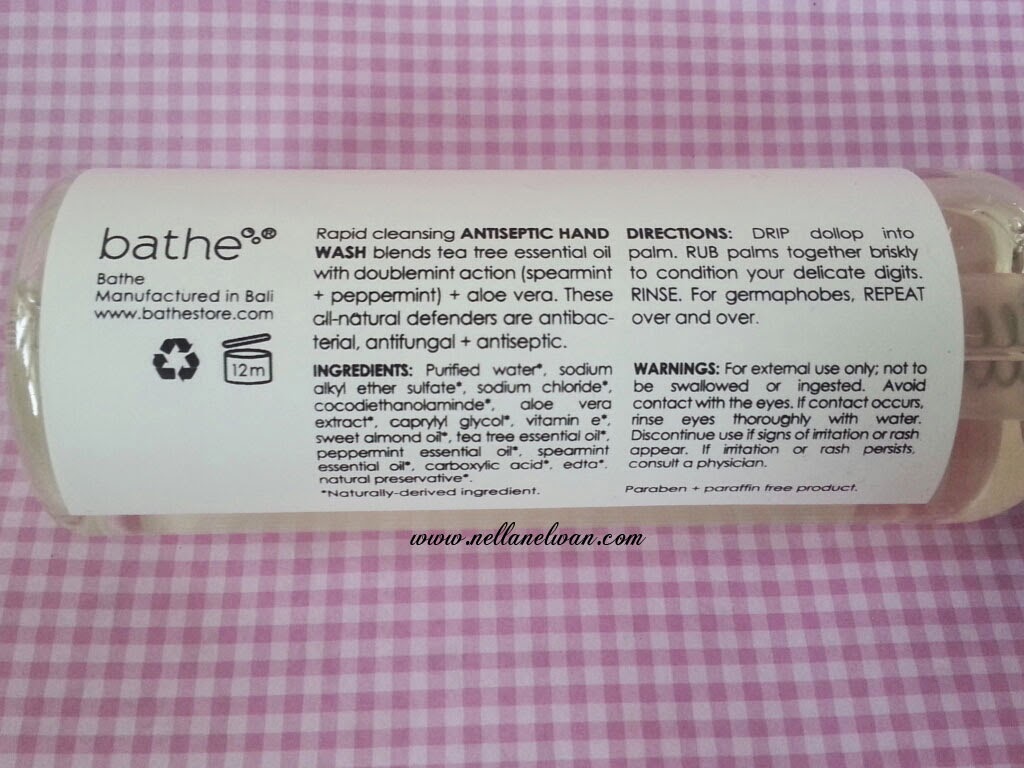 bathe®
Bathe
Manufactured in Bali
www.bathestore.com
12m
Rapid cleansing ANTISEPTIC HAND
WASH blends tea tree essential oil
with doublemint action (spearmint
+ peppermint) + aloe vera. These
all-natural defenders are antibac-
terial, antifungal + antiseptic.
INGREDIENTS: Purified water*, sodium
alkyl ether sulfate*, sodium chloride*,
cocodiethanolaminde*, aloe vera
extract*, caprylyl glycol*, vitamin e*,
sweet almond oil*, tea tree essential oil*,
peppermint essential oil*, spearmint
essential oil*, carboxylic acid*, edta*.
natural preservative*.
*Naturally-derived ingredient.
DIRECTIONS: DRIP dollop into
palm. RUB palms together briskly
to condition your delicate digits.
RINSE. For germaphobes, REPEAT
over and over.
WARNINGS: For external use only; not to
be swallowed or ingested. Avoid
contact with the eyes. If contact occurs,
rinse eyes thoroughly with water.
Discontinue use if signs of irritation or rash
appear. If irritation or rash persists,
consult a physician.
Paraben + paraffin free product.
www.nellanelwan.com